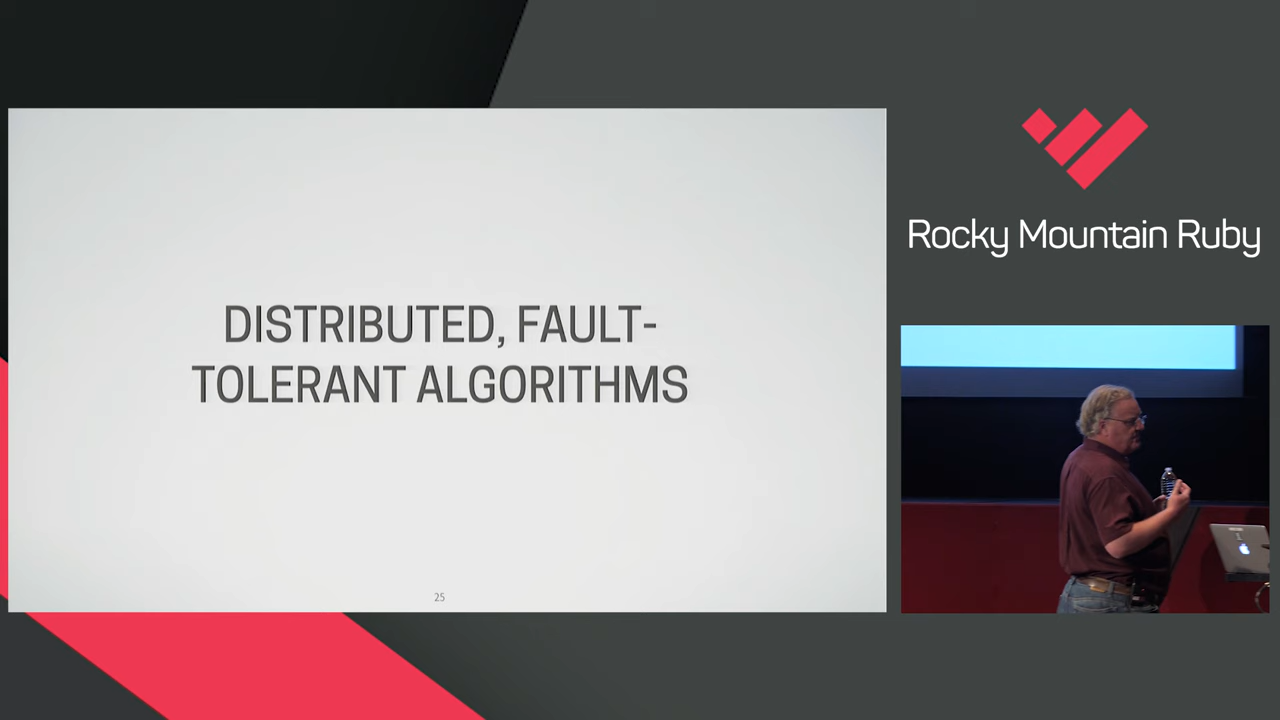 DISTRIBUTED, FAULT-
TOLERANT ALGORITHMS
25
Rocky Mountain Ruby